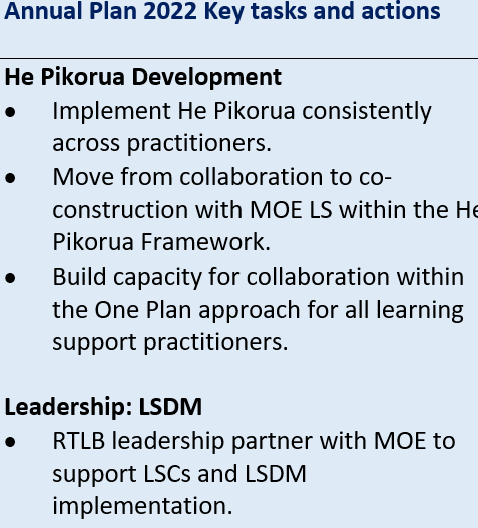 Annual Plan 2022 Key tasks and actions
He Pikorua Development
• Implement He Pikorua consistently
across practitioners.
• Move from collaboration to co-
construction with MOE LS within the He
Pikorua Framework.
• Build capacity for collaboration within
the One Plan approach for all learning
support practitioners.
Leadership: LSDM
• RTLB leadership partner with MOE to
support LSCs and LSDM
implementation.